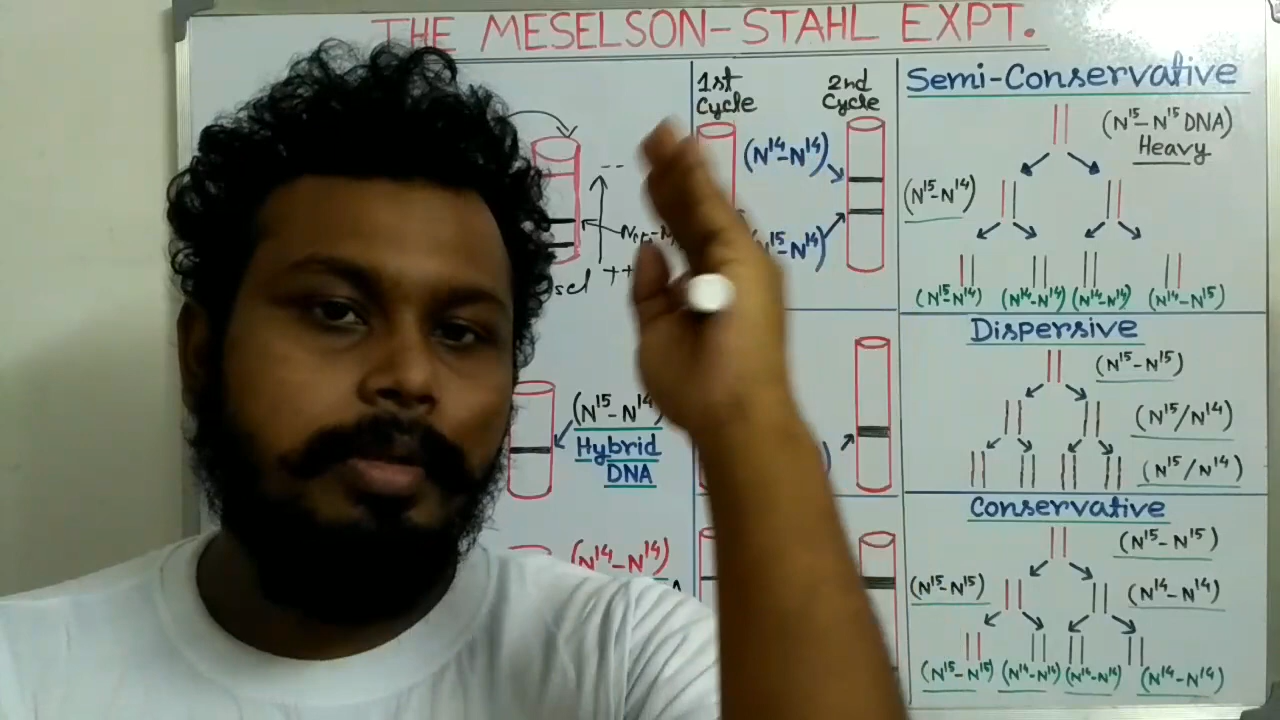 THE MESELSON-STAHL EXPT.
1st
Cycle
2nd
Cycle
(N¹⁴-N¹⁴)
--
++
(N¹⁵-N¹⁴)
Hybrid
DNA
(N¹⁴-N¹⁴)
Semi-Conservative
(N¹⁵-N¹⁵ DNA)
Heavy
(N¹⁵-N¹⁴)
(N¹⁵-N¹⁴) (N¹⁴-N¹⁴) (N¹⁴-N¹⁴) (N¹⁴-N¹⁵)
Dispersive
(N¹⁵-N¹⁵)
(N¹⁵/N¹⁴)
(N¹⁵/N¹⁴)
Conservative
(N¹⁵-N¹⁵)
(N¹⁵-N¹⁵) (N¹⁴-N¹⁴)
(N¹⁵-N¹⁵) (N¹⁴-N¹⁴) (N¹⁴-N¹⁴) (N¹⁴-N¹⁴)